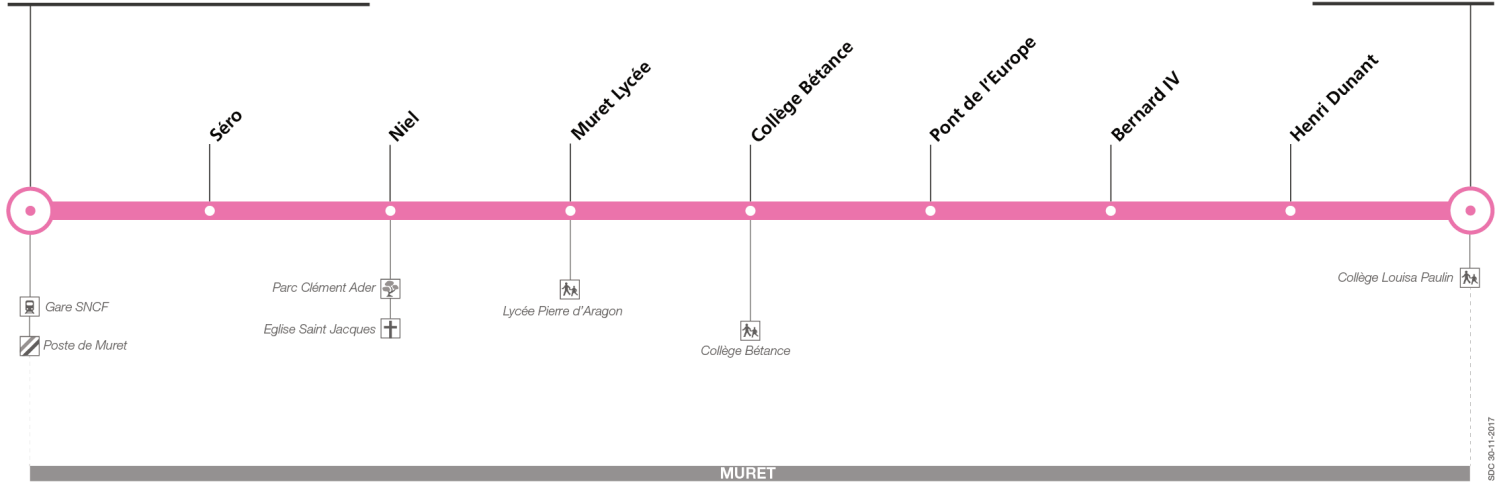 Séro
Niel
Muret Lycée
Collège Bétance
Pont de l'Europe
Bernard IV
Henri Dunant
Gare SNCF
Poste de Muret
Parc Clément Ader
Eglise Saint Jacques
Lycée Pierre d'Aragon
Collège Bétance
Collège Louisa Paulin
MURET
SDC 30-11-2017